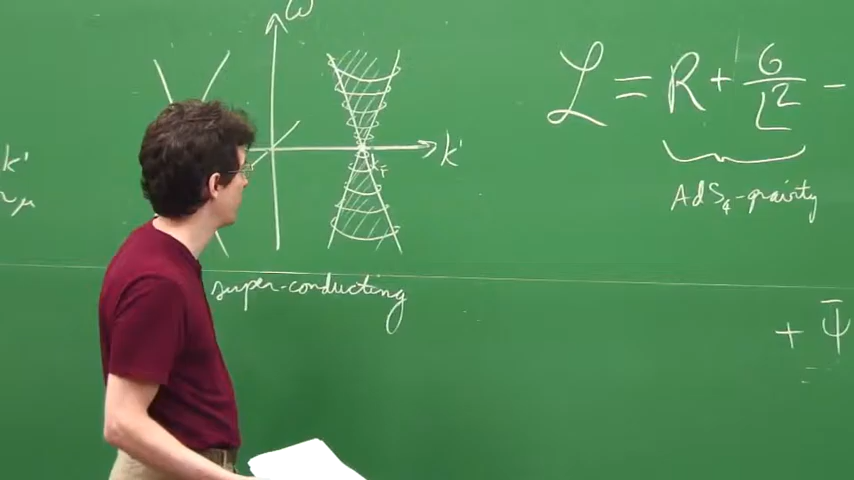 ω
k'
~μ
k'
k_F
super-conducting
ℒ = R + 6/L² -
AdS₄-gravity
+ Ψ̄